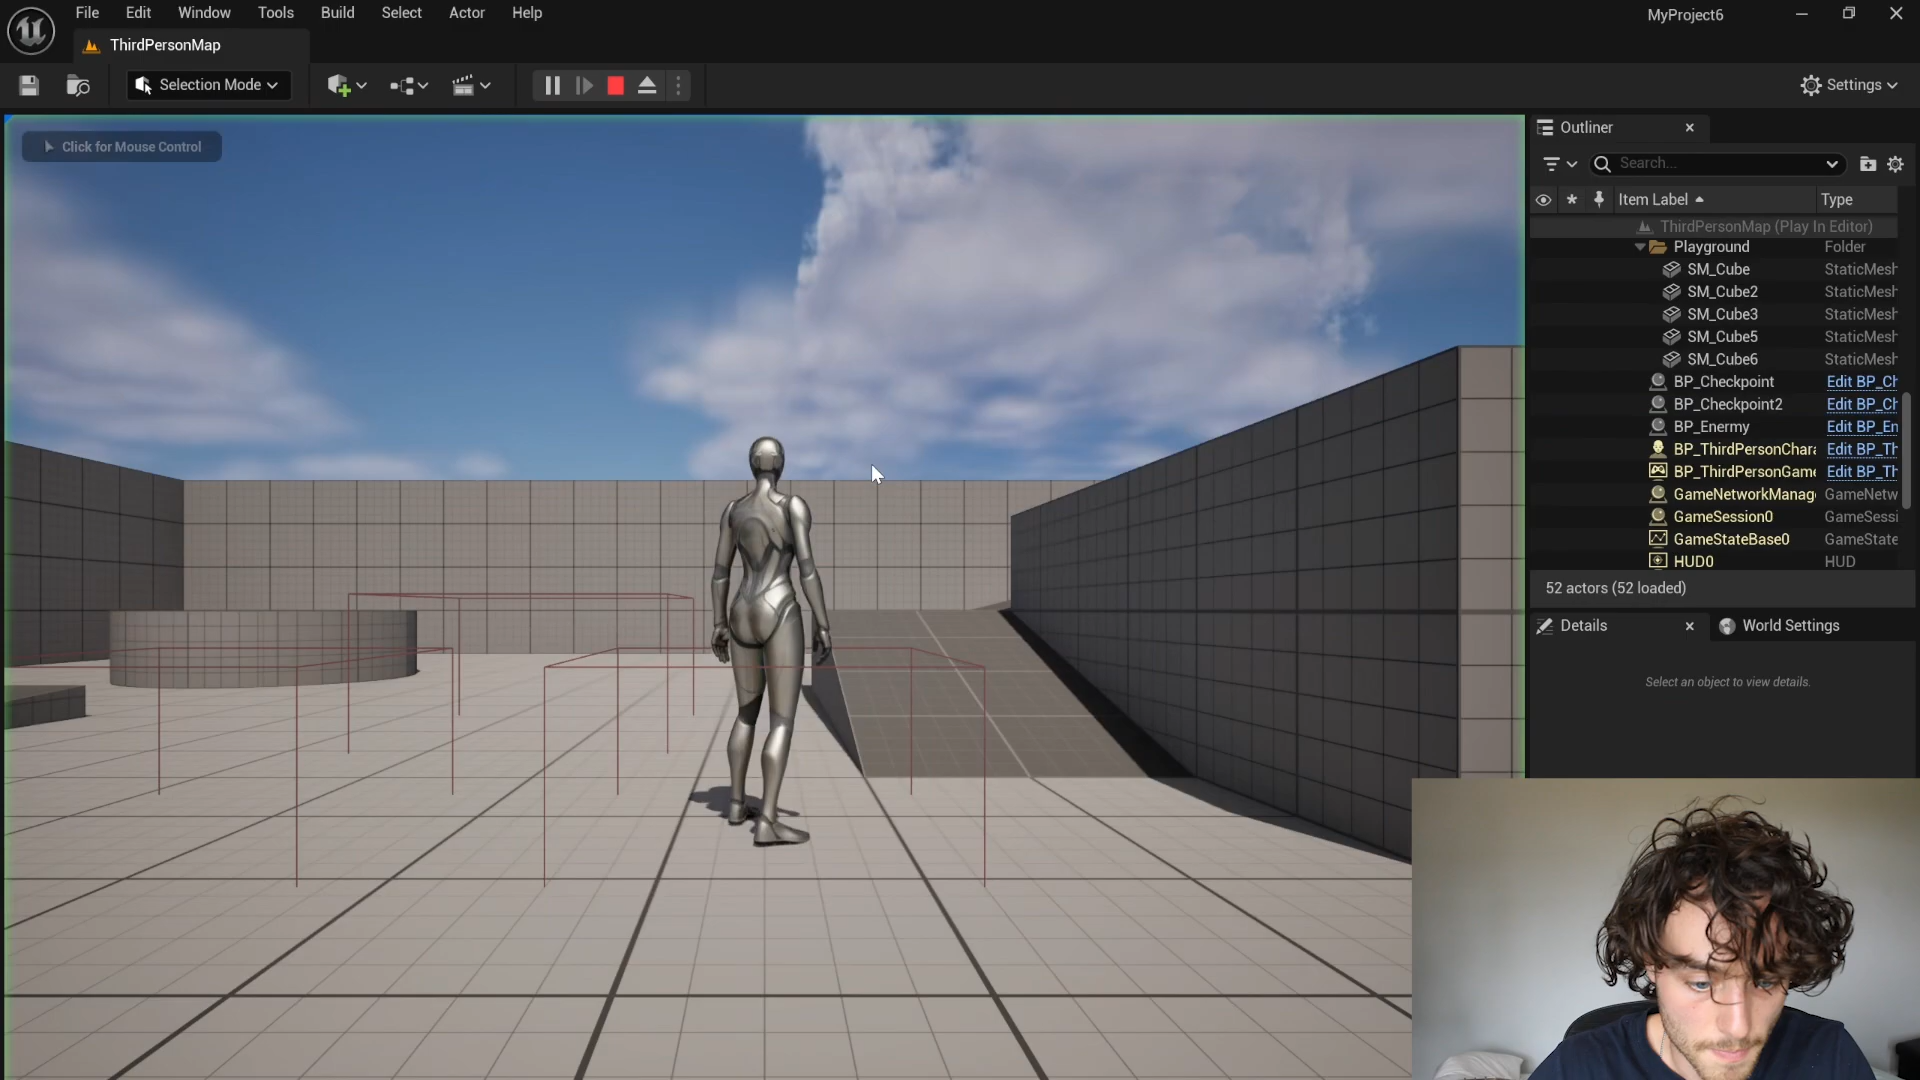 File Edit Window Tools Build Select Actor Help
MyProject6
ThirdPersonMap
Selection Mode
Settings
Click for Mouse Control
Outliner
Search...
Item Label Type
ThirdPersonMap (Play In Editor)
Playground Folder
SM_Cube StaticMesh
SM_Cube2 StaticMesh
SM_Cube3 StaticMesh
SM_Cube5 StaticMesh
SM_Cube6 StaticMesh
BP_Checkpoint Edit BP_Ch
BP_Checkpoint2 Edit BP_Ch
BP_Enermy Edit BP_En
BP_ThirdPersonChara Edit BP_Th
BP_ThirdPersonGame Edit BP_Th
GameNetworkManag GameNetw
GameSession0 GameSessi
GameStateBase0 GameState
HUD0 HUD
52 actors (52 loaded)
Details World Settings
Select an object to view details.